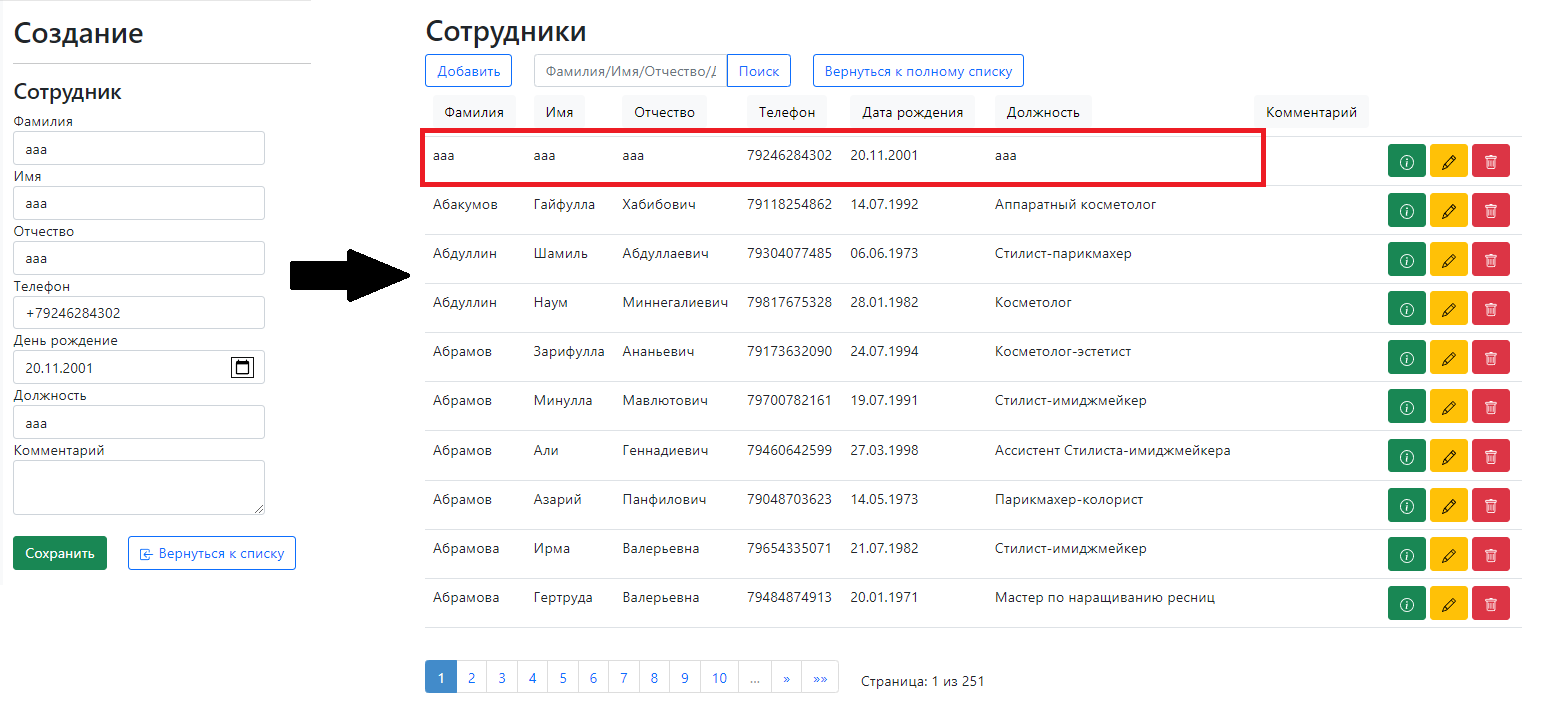 Создание
Сотрудник
Фамилия
ааа
Имя
ааа
Отчество
ааа
Телефон
+79246284302
День рождение
20.11.2001
Должность
ааа
Комментарий
Сохранить Вернуться к списку
Сотрудники
Добавить Фамилия/Имя/Отчество/Д Поиск Вернуться к полному списку
Фамилия Имя Отчество Телефон Дата рождения Должность Комментарий
ааа ааа ааа 79246284302 20.11.2001 ааа
Абакумов Гайфулла Хабибович 79118254862 14.07.1992 Аппаратный косметолог
Абдуллин Шамиль Абдуллаевич 79304077485 06.06.1973 Стилист-парикмахер
Абдуллин Наум Миннегалиевич 79817675328 28.01.1982 Косметолог
Абрамов Зарифулла Ананьевич 79173632090 24.07.1994 Косметолог-эстетист
Абрамов Минулла Мавлютович 79700782161 19.07.1991 Стилист-имиджмейкер
Абрамов Али Геннадиевич 79460642599 27.03.1998 Ассистент Стилиста-имиджмейкера
Абрамов Азарий Панфилович 79048703623 14.05.1973 Парикмахер-колорист
Абрамова Ирма Валерьевна 79654335071 21.07.1982 Стилист-имиджмейкер
Абрамова Гертруда Валерьевна 79484874913 20.01.1971 Мастер по наращиванию ресниц
1 2 3 4 5 6 7 8 9 10 ... » »» Страница: 1 из 251